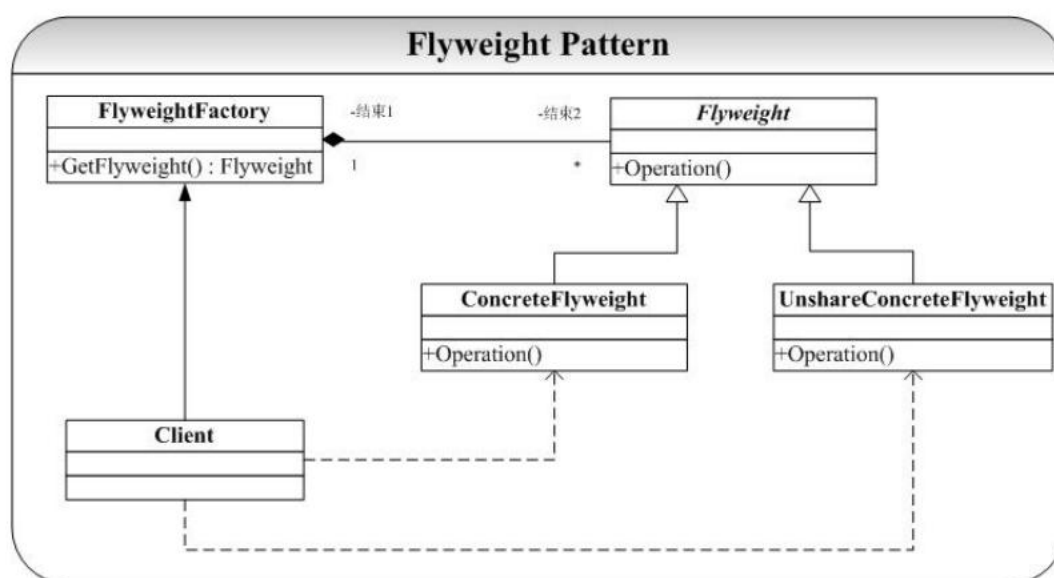 Flyweight Pattern
FlyweightFactory
+GetFlyweight() : Flyweight
-结束1
1
-结束2
*
Flyweight
+Operation()
ConcreteFlyweight
+Operation()
UnshareConcreteFlyweight
+Operation()
Client